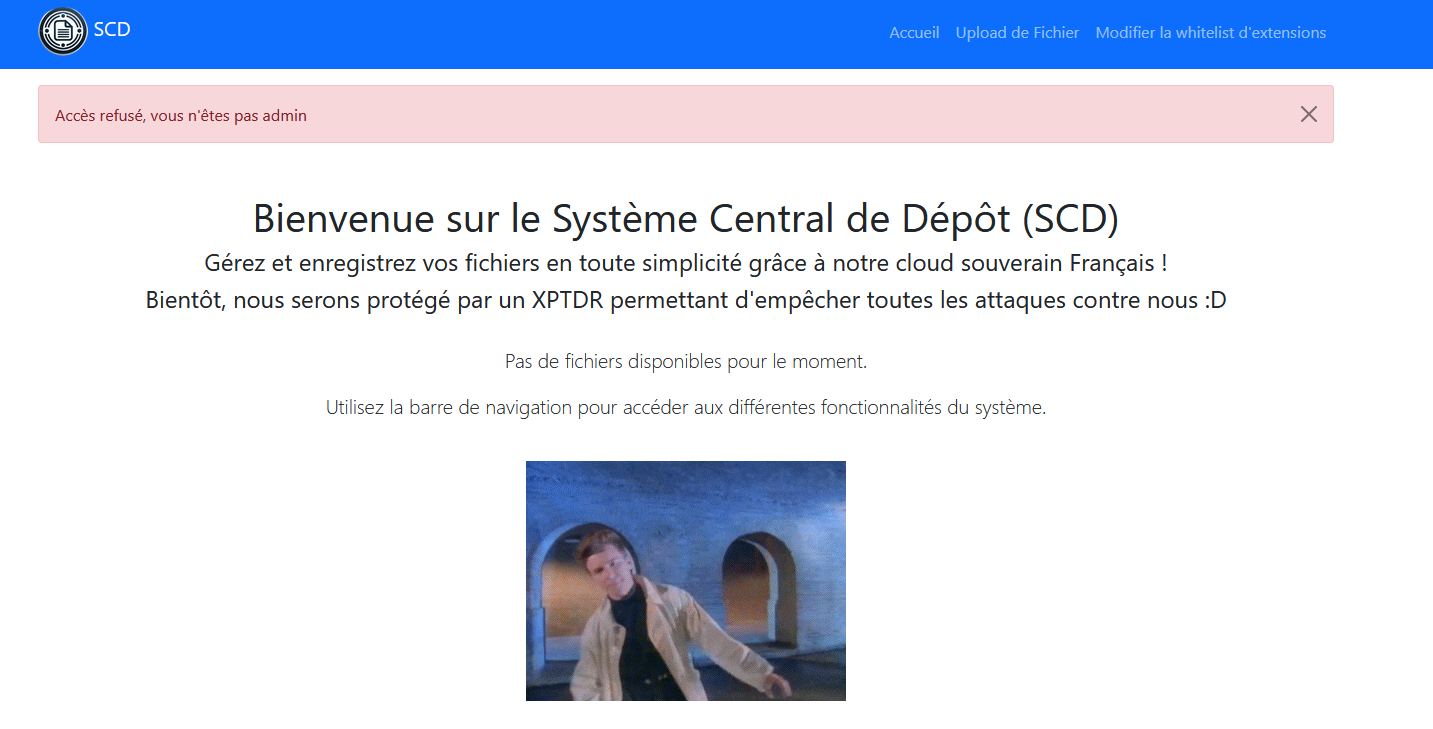 SCD
Accueil Upload de Fichier Modifier la whitelist d'extensions
Accès refusé, vous n'êtes pas admin
Bienvenue sur le Système Central de Dépôt (SCD)
Gérez et enregistrez vos fichiers en toute simplicité grâce à notre cloud souverain Français !
Bientôt, nous serons protégé par un XPTDR permettant d'empêcher toutes les attaques contre nous :D
Pas de fichiers disponibles pour le moment.
Utilisez la barre de navigation pour accéder aux différentes fonctionnalités du système.